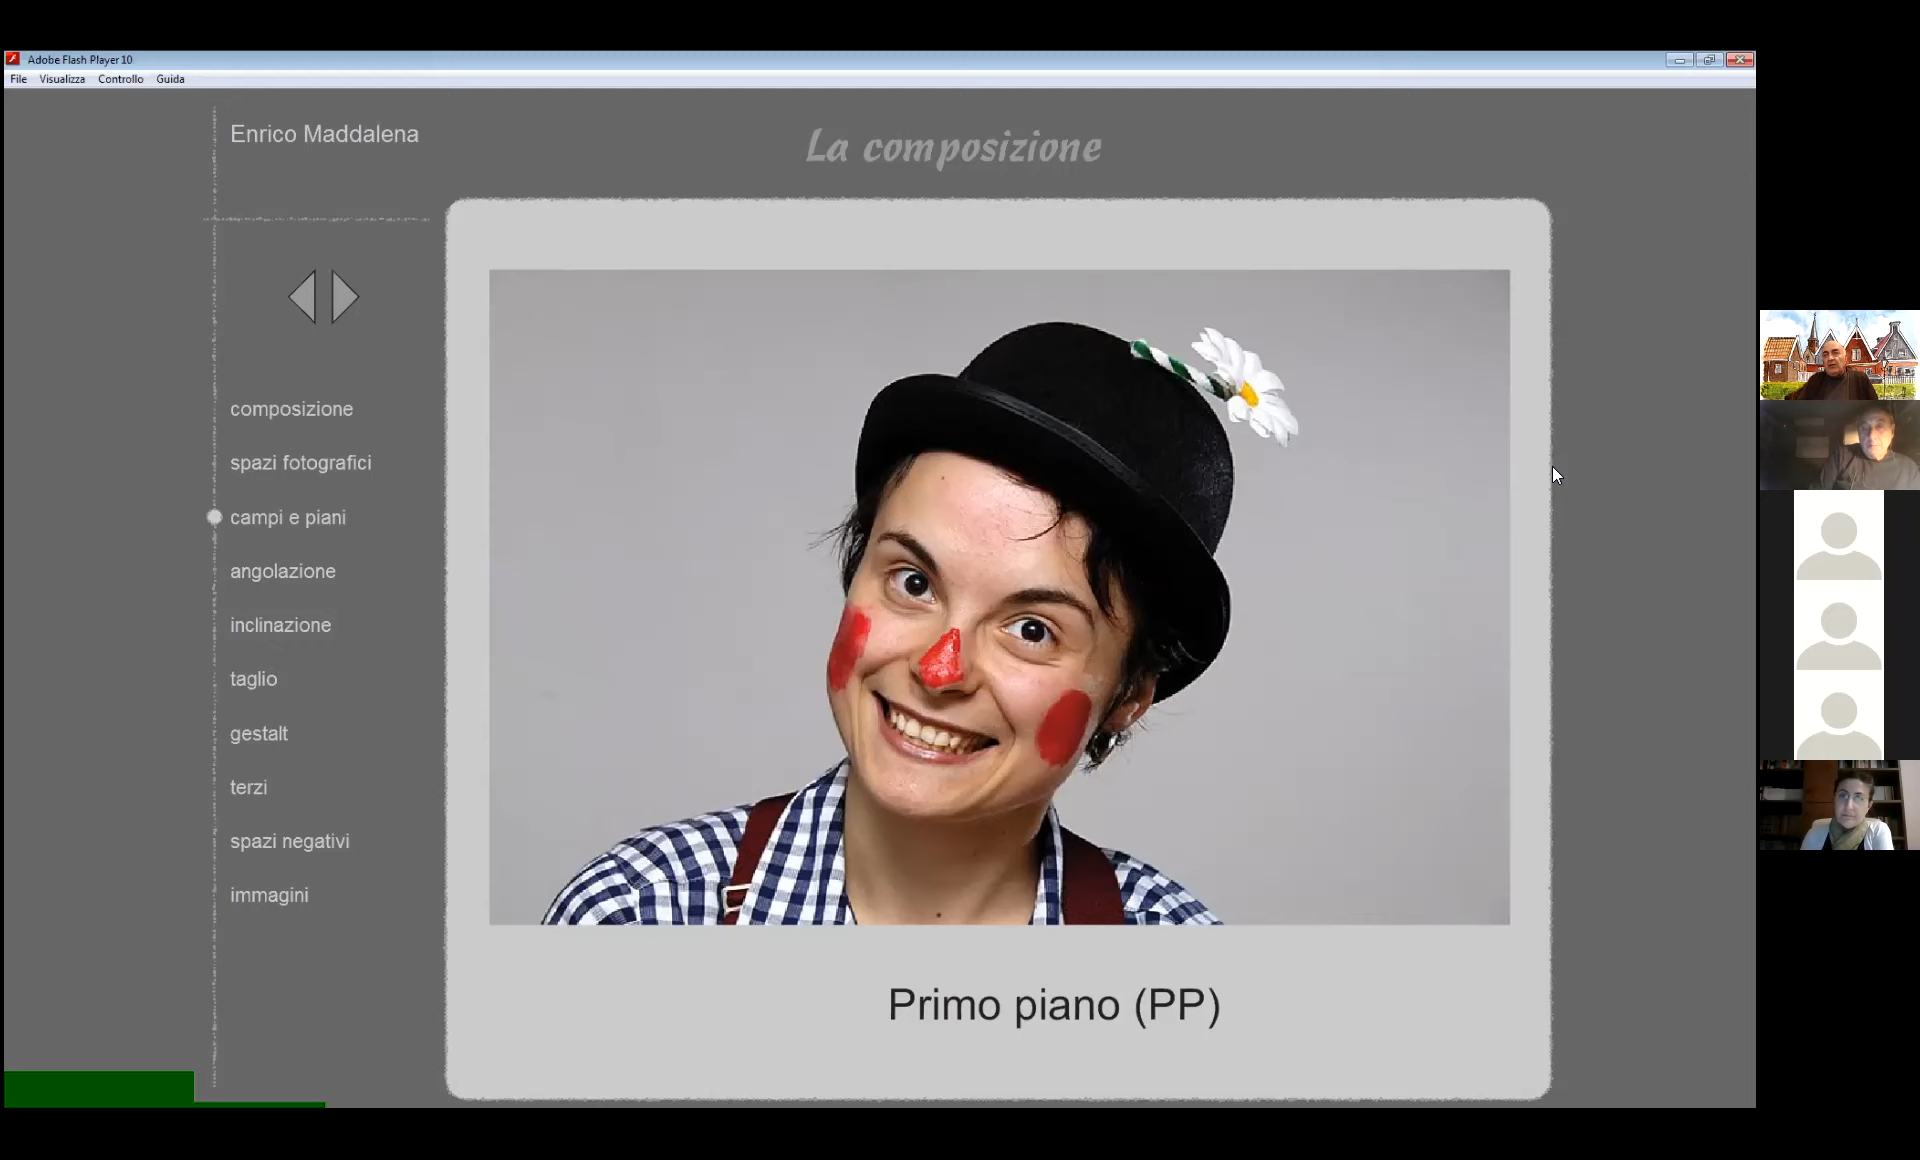 Adobe Flash Player 10
File Visualizza Controllo Guida
Enrico Maddalena
La composizione
composizione
spazi fotografici
campi e piani
angolazione
inclinazione
taglio
gestalt
terzi
spazi negativi
immagini
Primo piano (PP)